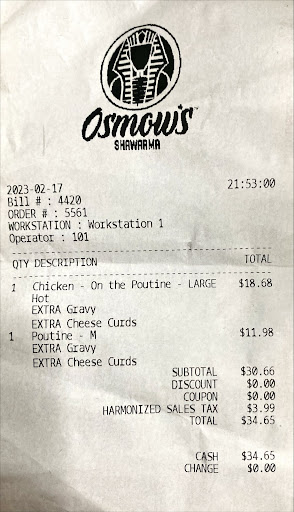 Osmow's™
SHAWARMA
2023-02-17 21:53:00
Bill # : 4420
ORDER # : 5561
WORKSTATION : Workstation 1
Operator : 101
QTY DESCRIPTION TOTAL
1 Chicken - On the Poutine - LARGE $18.68
Hot
EXTRA Gravy
EXTRA Cheese Curds
1 Poutine - M $11.98
EXTRA Gravy
EXTRA Cheese Curds
SUBTOTAL $30.66
DISCOUNT $0.00
COUPON $0.00
HARMONIZED SALES TAX $3.99
TOTAL $34.65
CASH $34.65
CHANGE $0.00